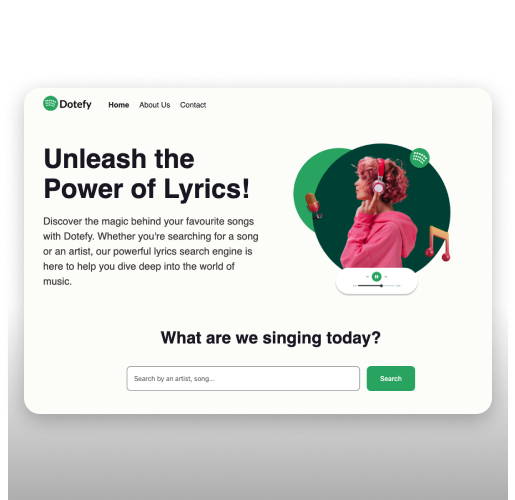 Dotefy
Home About Us Contact
Unleash the
Power of Lyrics!
Discover the magic behind your favourite songs
with Dotefy. Whether you're searching for a song
or an artist, our powerful lyrics search engine is
here to help you dive deep into the world of
music.
What are we singing today?
Search by an artist, song...
Search